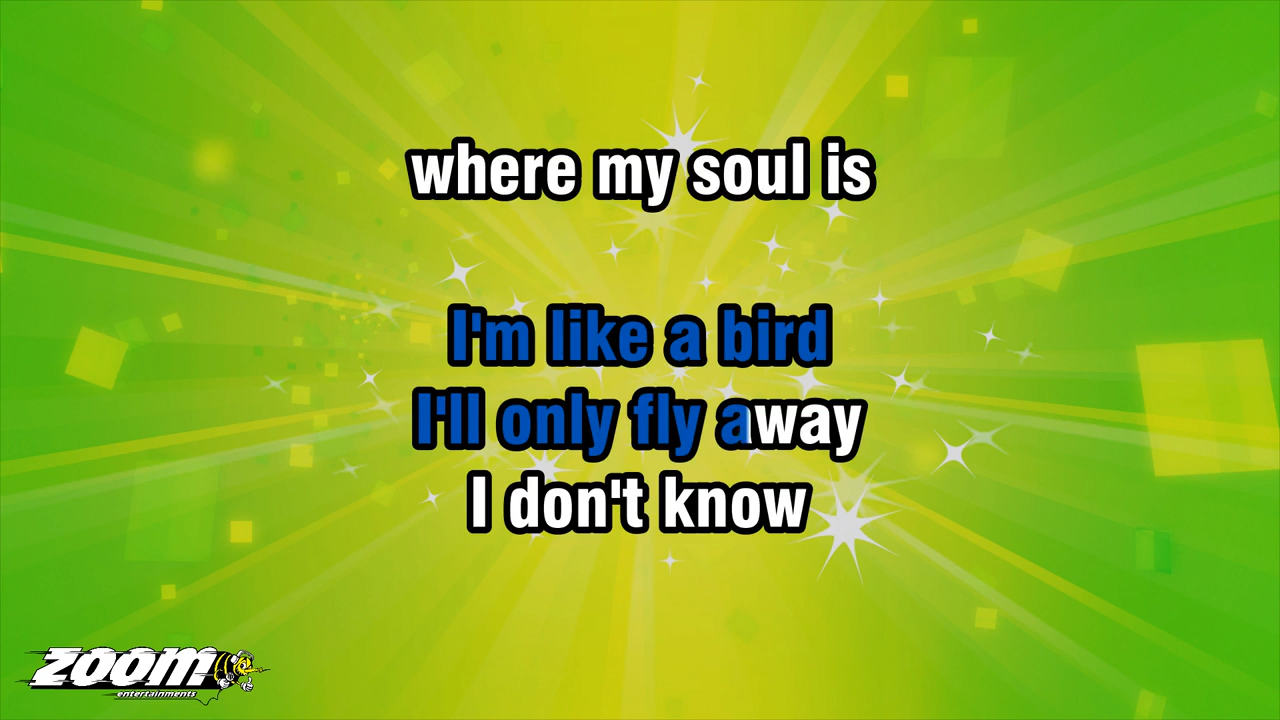 where my soul is
I'm like a bird
I'll only fly away
I don't know
zoom
entertainments